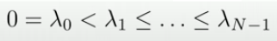 0 = λ₀ < λ₁ ≤ … ≤ λ_{N−1}